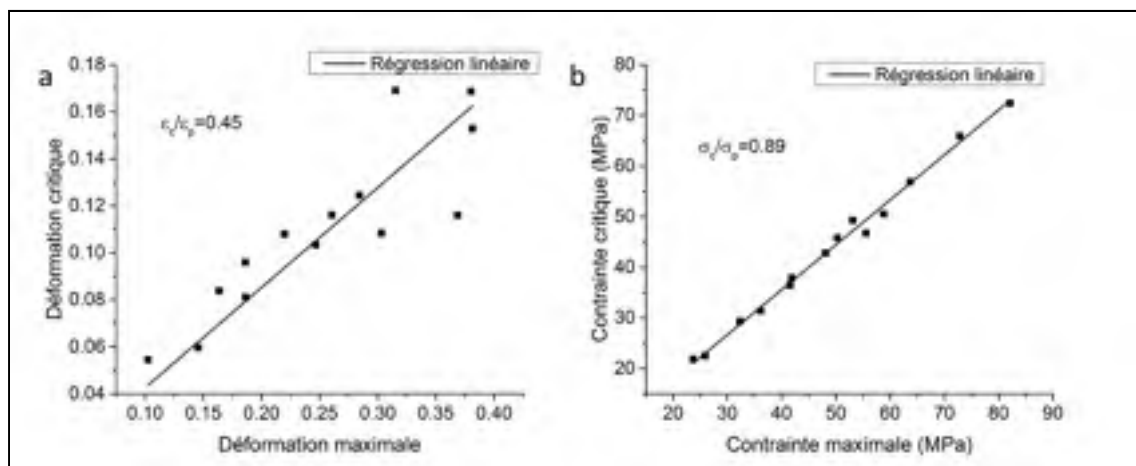 a
Régression linéaire
εc/εp=0.45
Déformation critique
0.18
0.16
0.14
0.12
0.10
0.08
0.06
0.04
0.10 0.15 0.20 0.25 0.30 0.35 0.40
Déformation maximale
b
Régression linéaire
σc/σp=0.89
Contrainte critique (MPa)
80
70
60
50
40
30
20
20 30 40 50 60 70 80 90
Contrainte maximale (MPa)